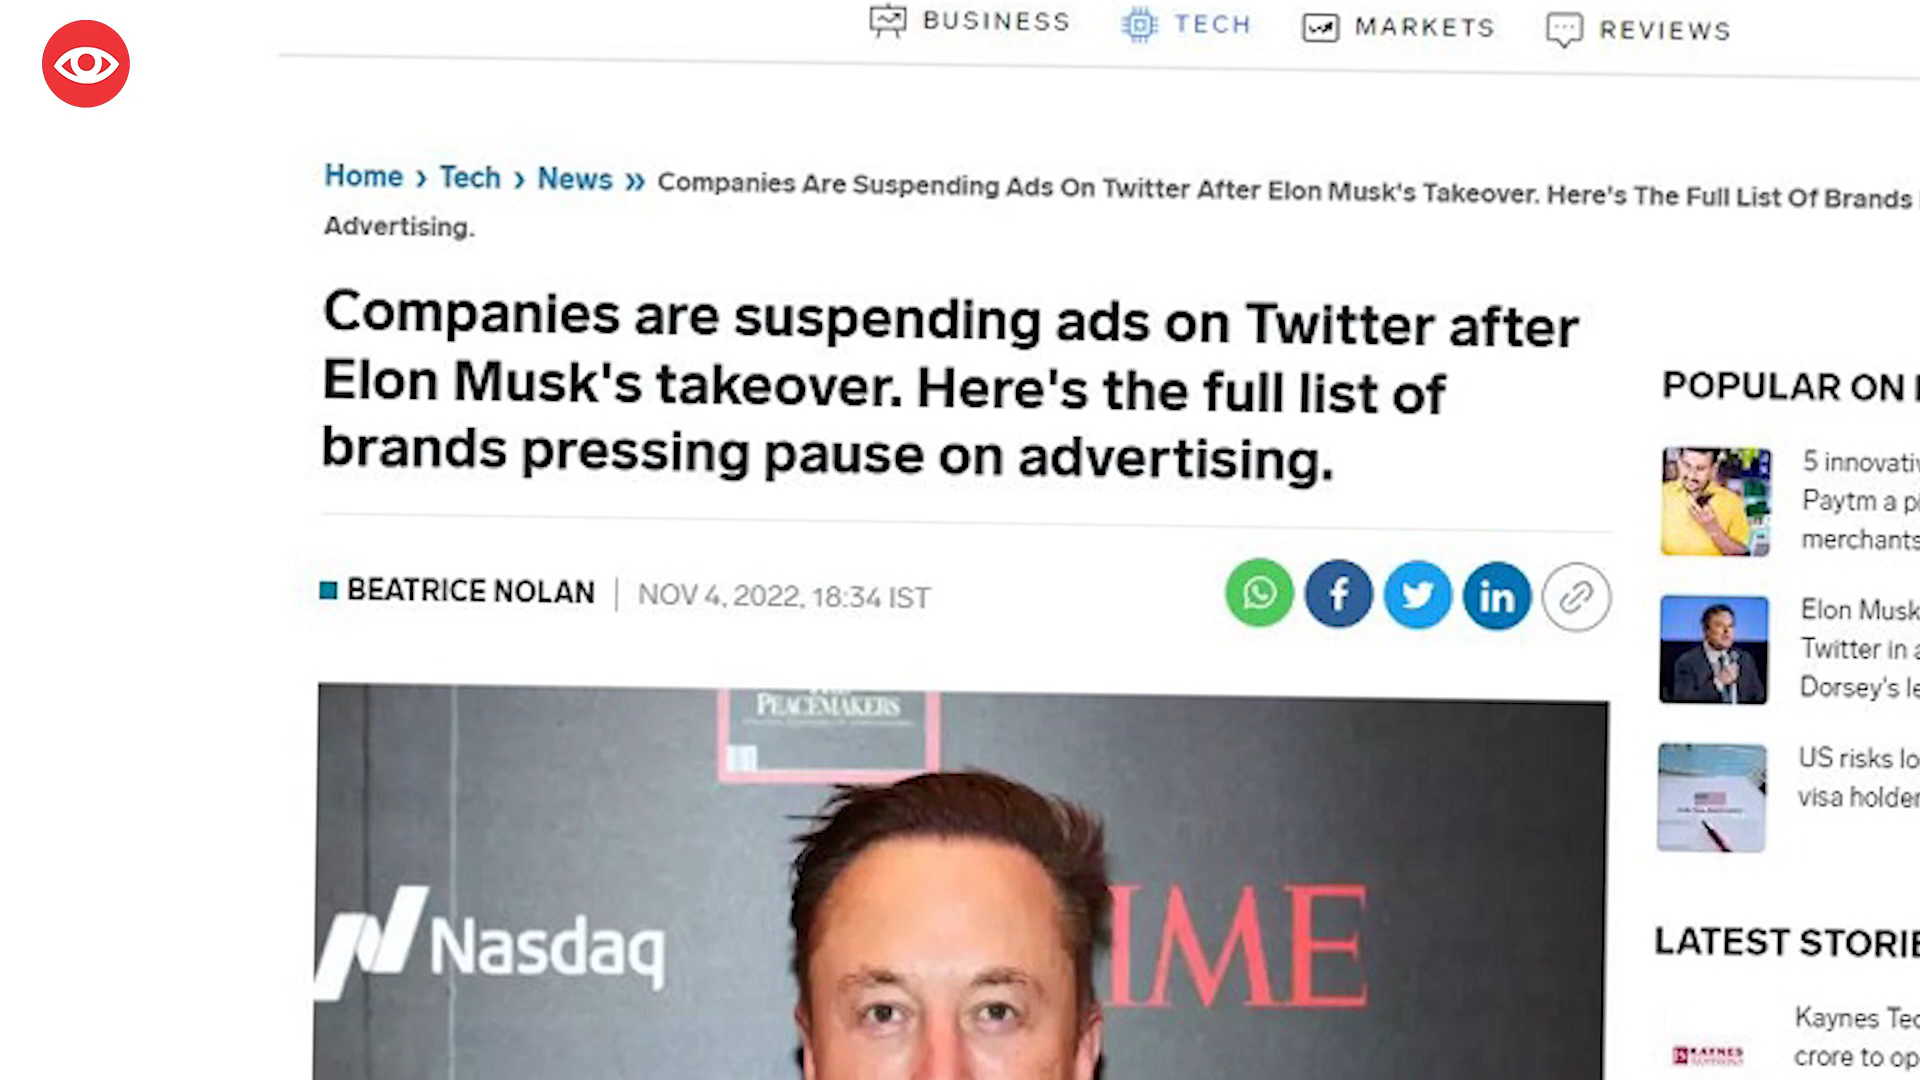 BUSINESS
TECH
MARKETS
REVIEWS
Home › Tech › News » Companies Are Suspending Ads On Twitter After Elon Musk's Takeover. Here's The Full List Of Brands
Advertising.
Companies are suspending ads on Twitter after
Elon Musk's takeover. Here's the full list of
brands pressing pause on advertising.
BEATRICE NOLAN | NOV 4, 2022, 18:34 IST
PEACEMAKERS
Nasdaq
IME
POPULAR ON
5 innovativ
Paytm a pi
merchants
Elon Musk
Twitter in a
Dorsey's le
US risks lo
visa holder
LATEST STORIE
Kaynes Tec
crore to op
KAYNES